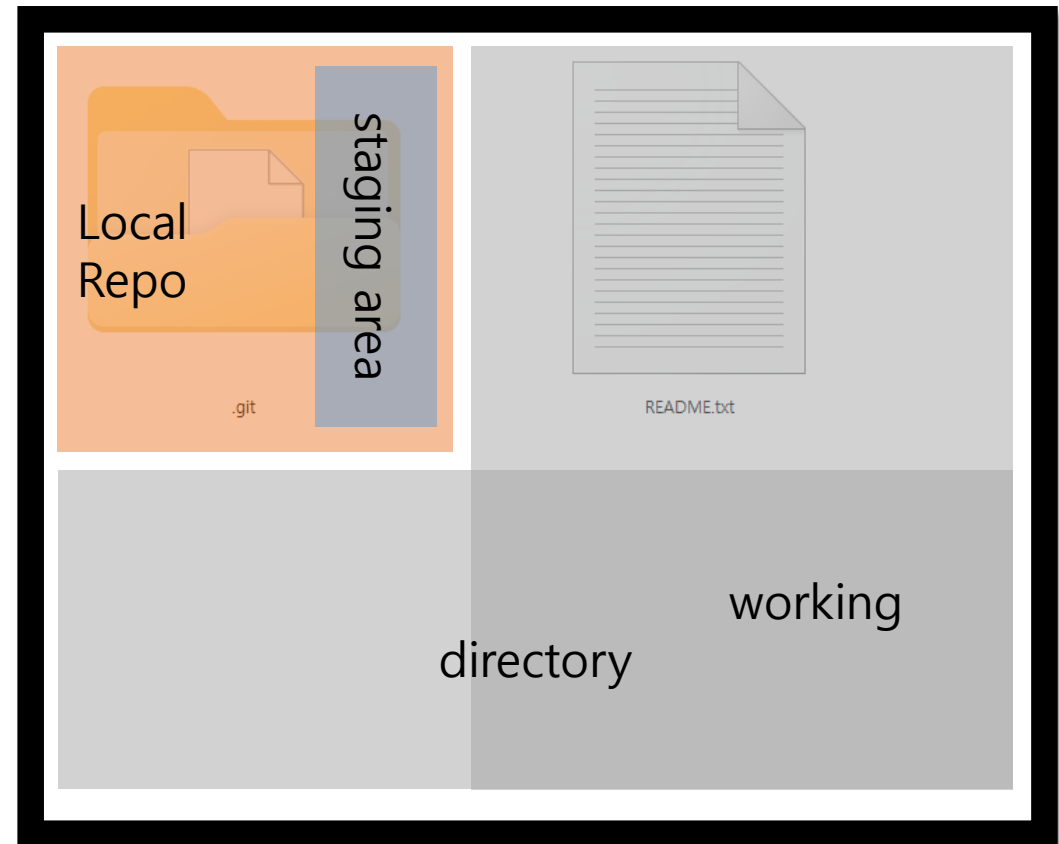 Local
Repo
staging area
.git
README.txt
working
directory